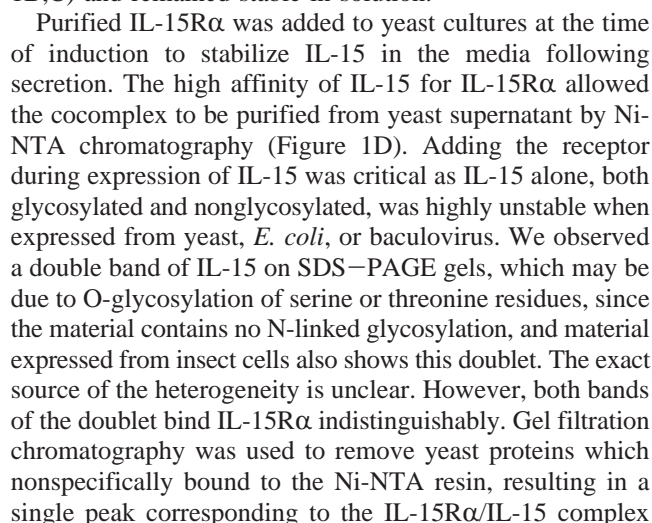 1B,C) and remained stable in solution.
Purified IL-15Rα was added to yeast cultures at the time
of induction to stabilize IL-15 in the media following
secretion. The high affinity of IL-15 for IL-15Rα allowed
the cocomplex to be purified from yeast supernatant by Ni-
NTA chromatography (Figure 1D). Adding the receptor
during expression of IL-15 was critical as IL-15 alone, both
glycosylated and nonglycosylated, was highly unstable when
expressed from yeast, E. coli, or baculovirus. We observed
a double band of IL-15 on SDS−PAGE gels, which may be
due to O-glycosylation of serine or threonine residues, since
the material contains no N-linked glycosylation, and material
expressed from insect cells also shows this doublet. The exact
source of the heterogeneity is unclear. However, both bands
of the doublet bind IL-15Rα indistinguishably. Gel filtration
chromatography was used to remove yeast proteins which
nonspecifically bound to the Ni-NTA resin, resulting in a
single peak corresponding to the IL-15Rα/IL-15 complex